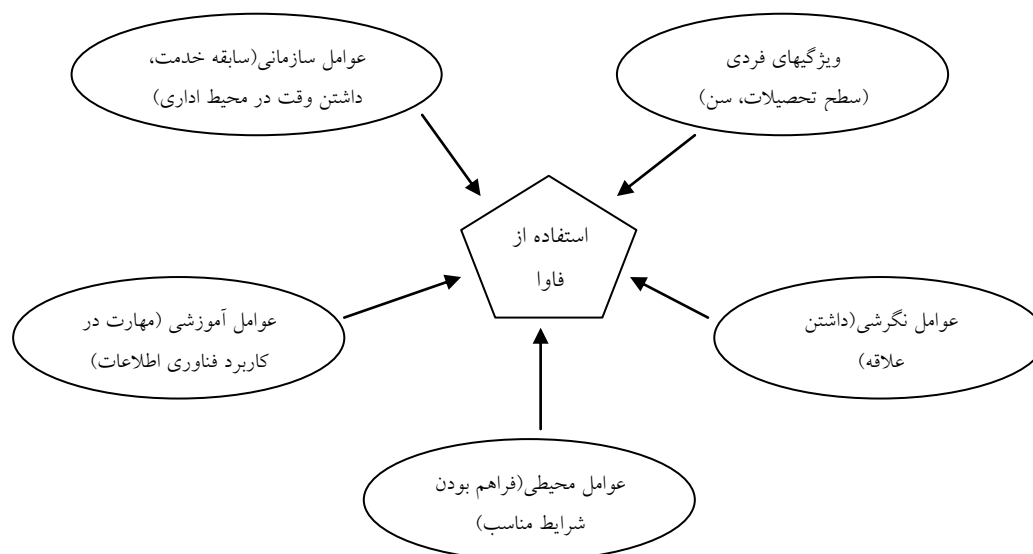 ویژگیهای فردی
(سطح تحصیلات، سن)
عوامل سازمانی(سابقه خدمت،
داشتن وقت در محیط اداری)
استفاده از
فاوا
عوامل نگرشی(داشتن
علاقه)
عوامل آموزشی (مهارت در
کاربرد فناوری اطلاعات)
عوامل محیطی(فراهم بودن
شرایط مناسب)